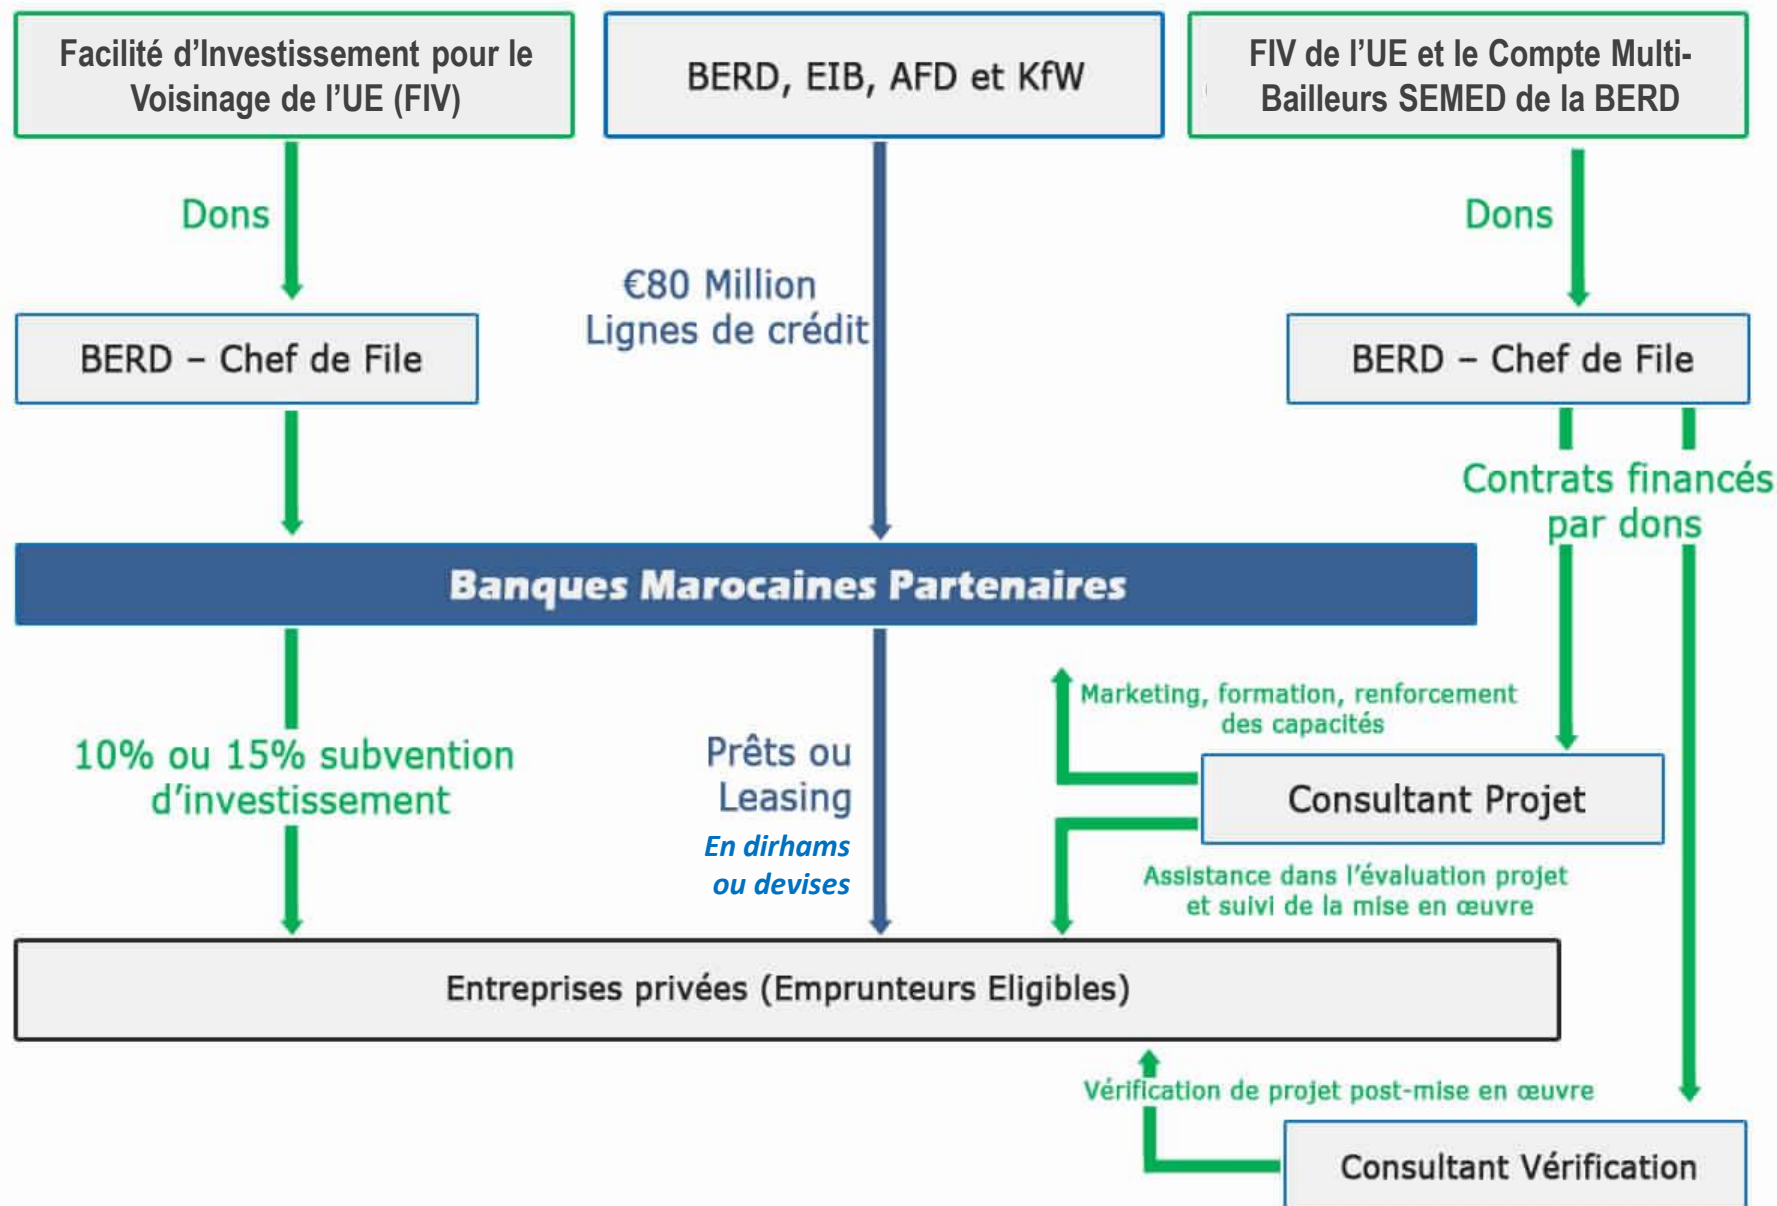 Facilité d’Investissement pour le
Voisinage de l’UE (FIV)
BERD, EIB, AFD et KfW
FIV de l’UE et le Compte Multi-
Bailleurs SEMED de la BERD
Dons
Dons
€80 Million
Lignes de crédit
BERD – Chef de File
BERD – Chef de File
Contrats financés
par dons
Banques Marocaines Partenaires
Marketing, formation, renforcement
des capacités
10% ou 15% subvention
d’investissement
Prêts ou
Leasing
En dirhams
ou devises
Consultant Projet
Assistance dans l’évaluation projet
et suivi de la mise en œuvre
Entreprises privées (Emprunteurs Eligibles)
Vérification de projet post-mise en œuvre
Consultant Vérification